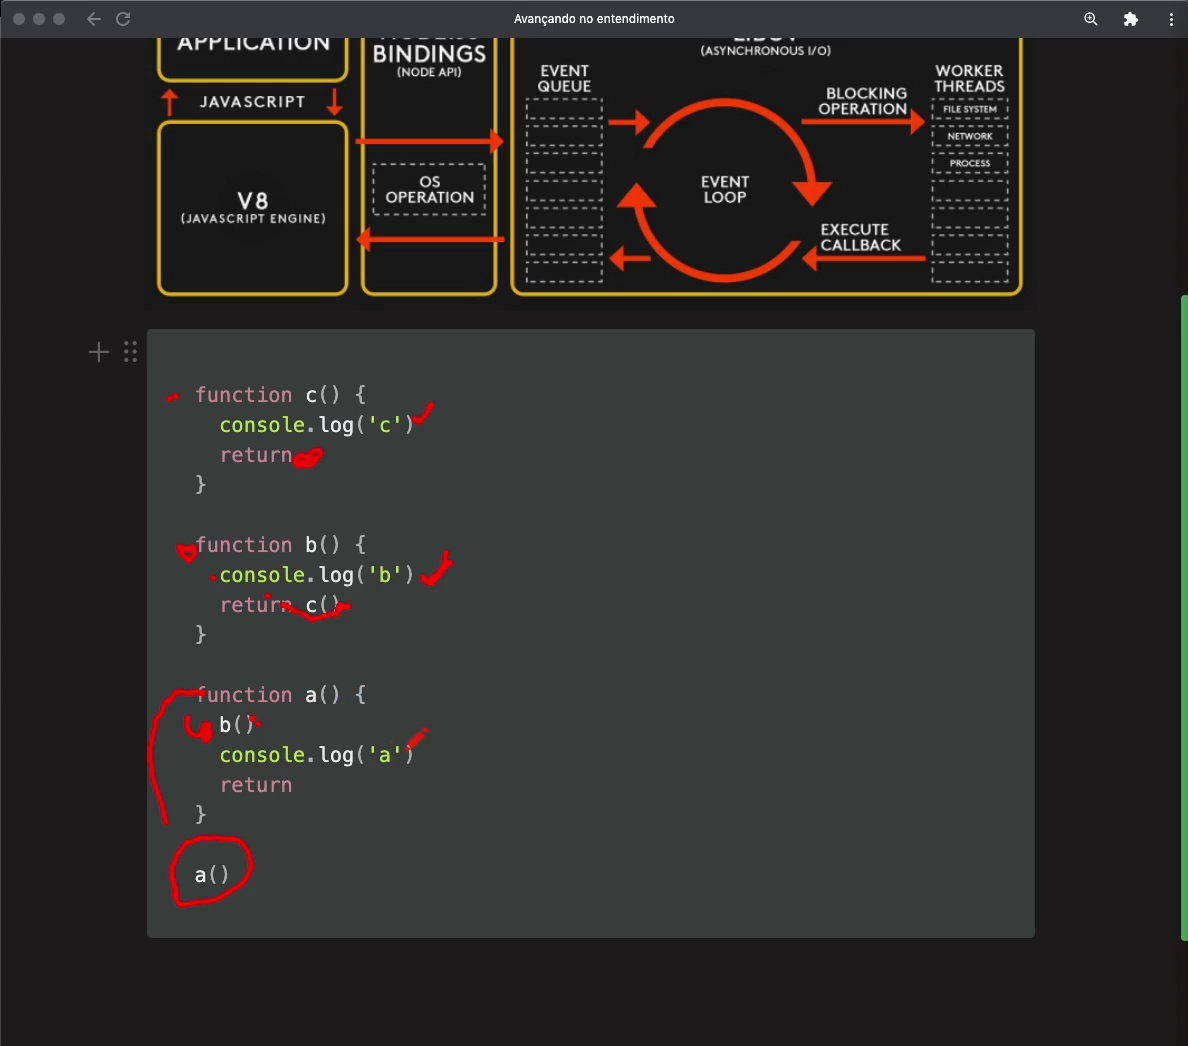 Avançando no entendimento
APPLICATION
BINDINGS
(NODE API)
(ASYNCHRONOUS I/O)
EVENT
QUEUE
WORKER
THREADS
BLOCKING
OPERATION
FILE SYSTEM
NETWORK
PROCESS
JAVASCRIPT
V8
(JAVASCRIPT ENGINE)
OS
OPERATION
EVENT
LOOP
EXECUTE
CALLBACK
function c() {
console.log('c')
return
}
function b() {
console.log('b')
return c()
}
function a() {
b()
console.log('a')
return
}
a()